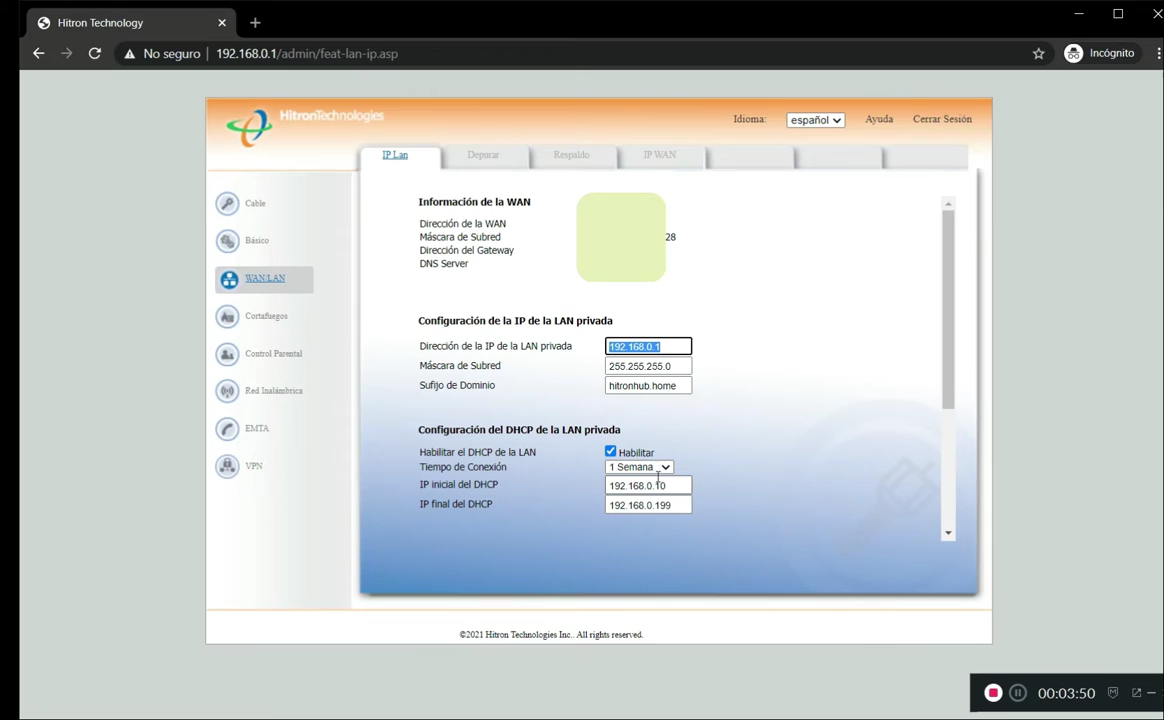 Hitron Technology
No seguro 192.168.0.1/admin/feat-lan-ip.asp Incógnito
HitronTechnologies
Idioma: español Ayuda Cerrar Sesión
IP Lan Depurar Respaldo IP WAN
Cable
Básico
WAN/LAN
Cortafuegos
Control Parental
Red Inalámbrica
EMTA
VPN
Información de la WAN
Dirección de la WAN
Máscara de Subred 28
Dirección del Gateway
DNS Server
Configuración de la IP de la LAN privada
Dirección de la IP de la LAN privada 192.168.0.1
Máscara de Subred 255.255.255.0
Sufijo de Dominio hitronhub.home
Configuración del DHCP de la LAN privada
Habilitar el DHCP de la LAN Habilitar
Tiempo de Conexión 1 Semana
IP inicial del DHCP 192.168.0.10
IP final del DHCP 192.168.0.199
©2021 Hitron Technologies Inc.. All rights reserved.
00:03:50